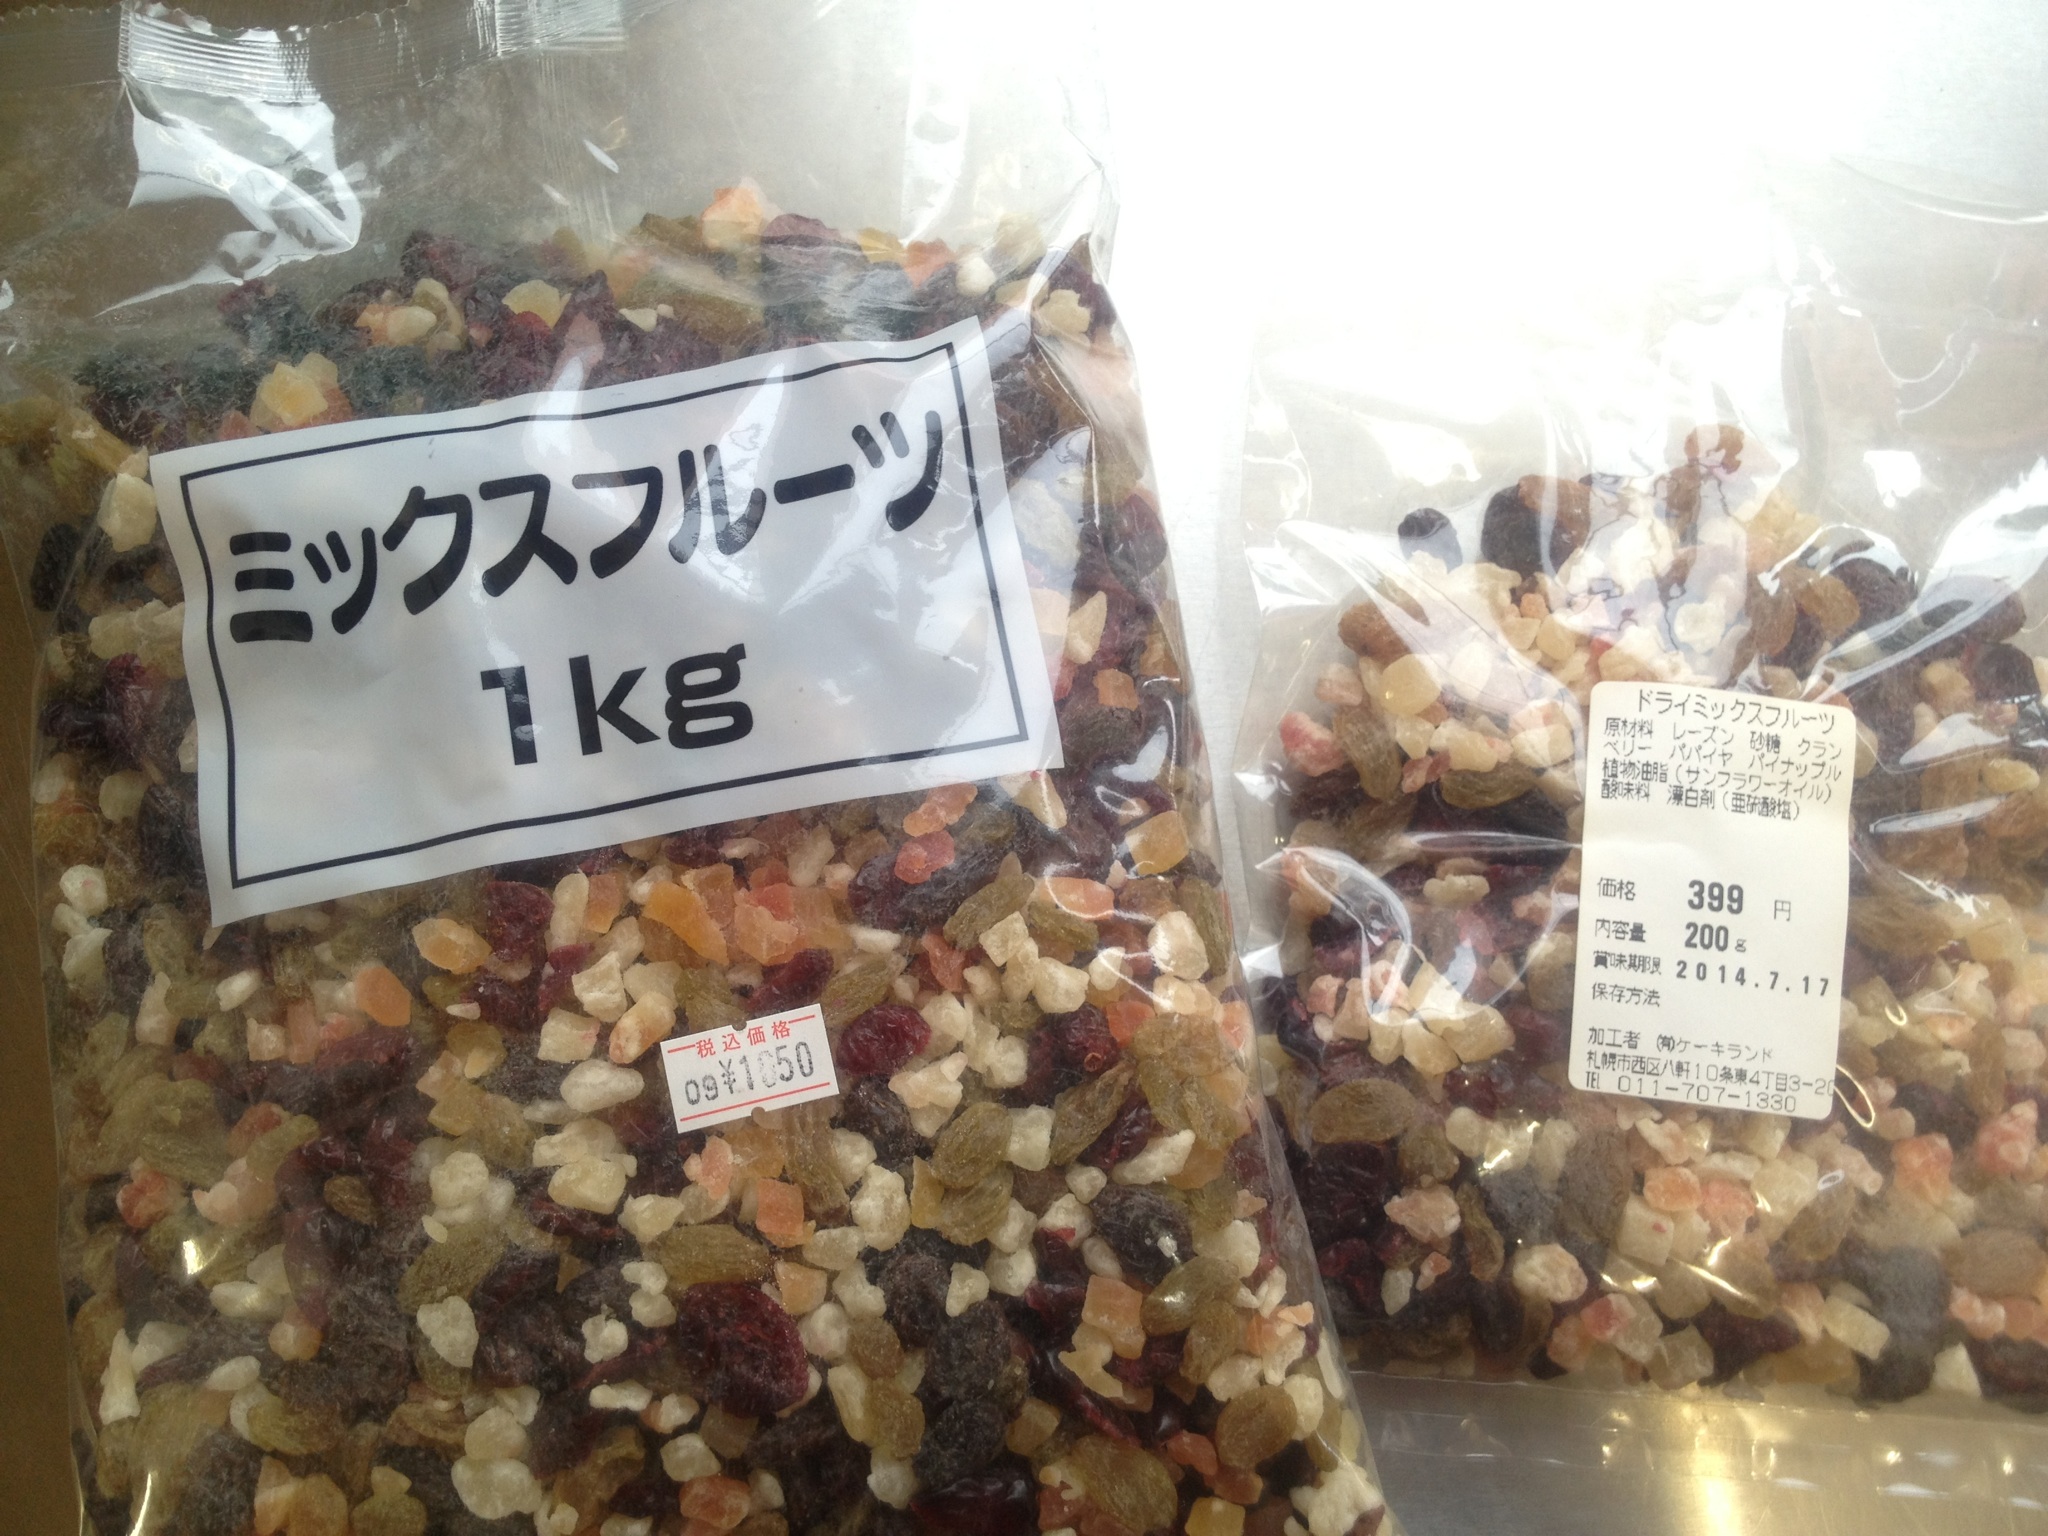 ミックスフルーツ
1kg
税込価格
09
ドライミックスフルーツ
原材料 レーズン 砂糖 クラン
ベリー パパイヤ パイナップル
植物油脂(サンフラワーオイル)
酸味料 漂白剤(亜硫酸塩)
価格 399 円
内容量 200g
賞味期限 2014.7.17
保存方法
加工者 ㈲ケーキランド
札幌市西区八軒10条東4丁目3-20
TEL 011-707-1330